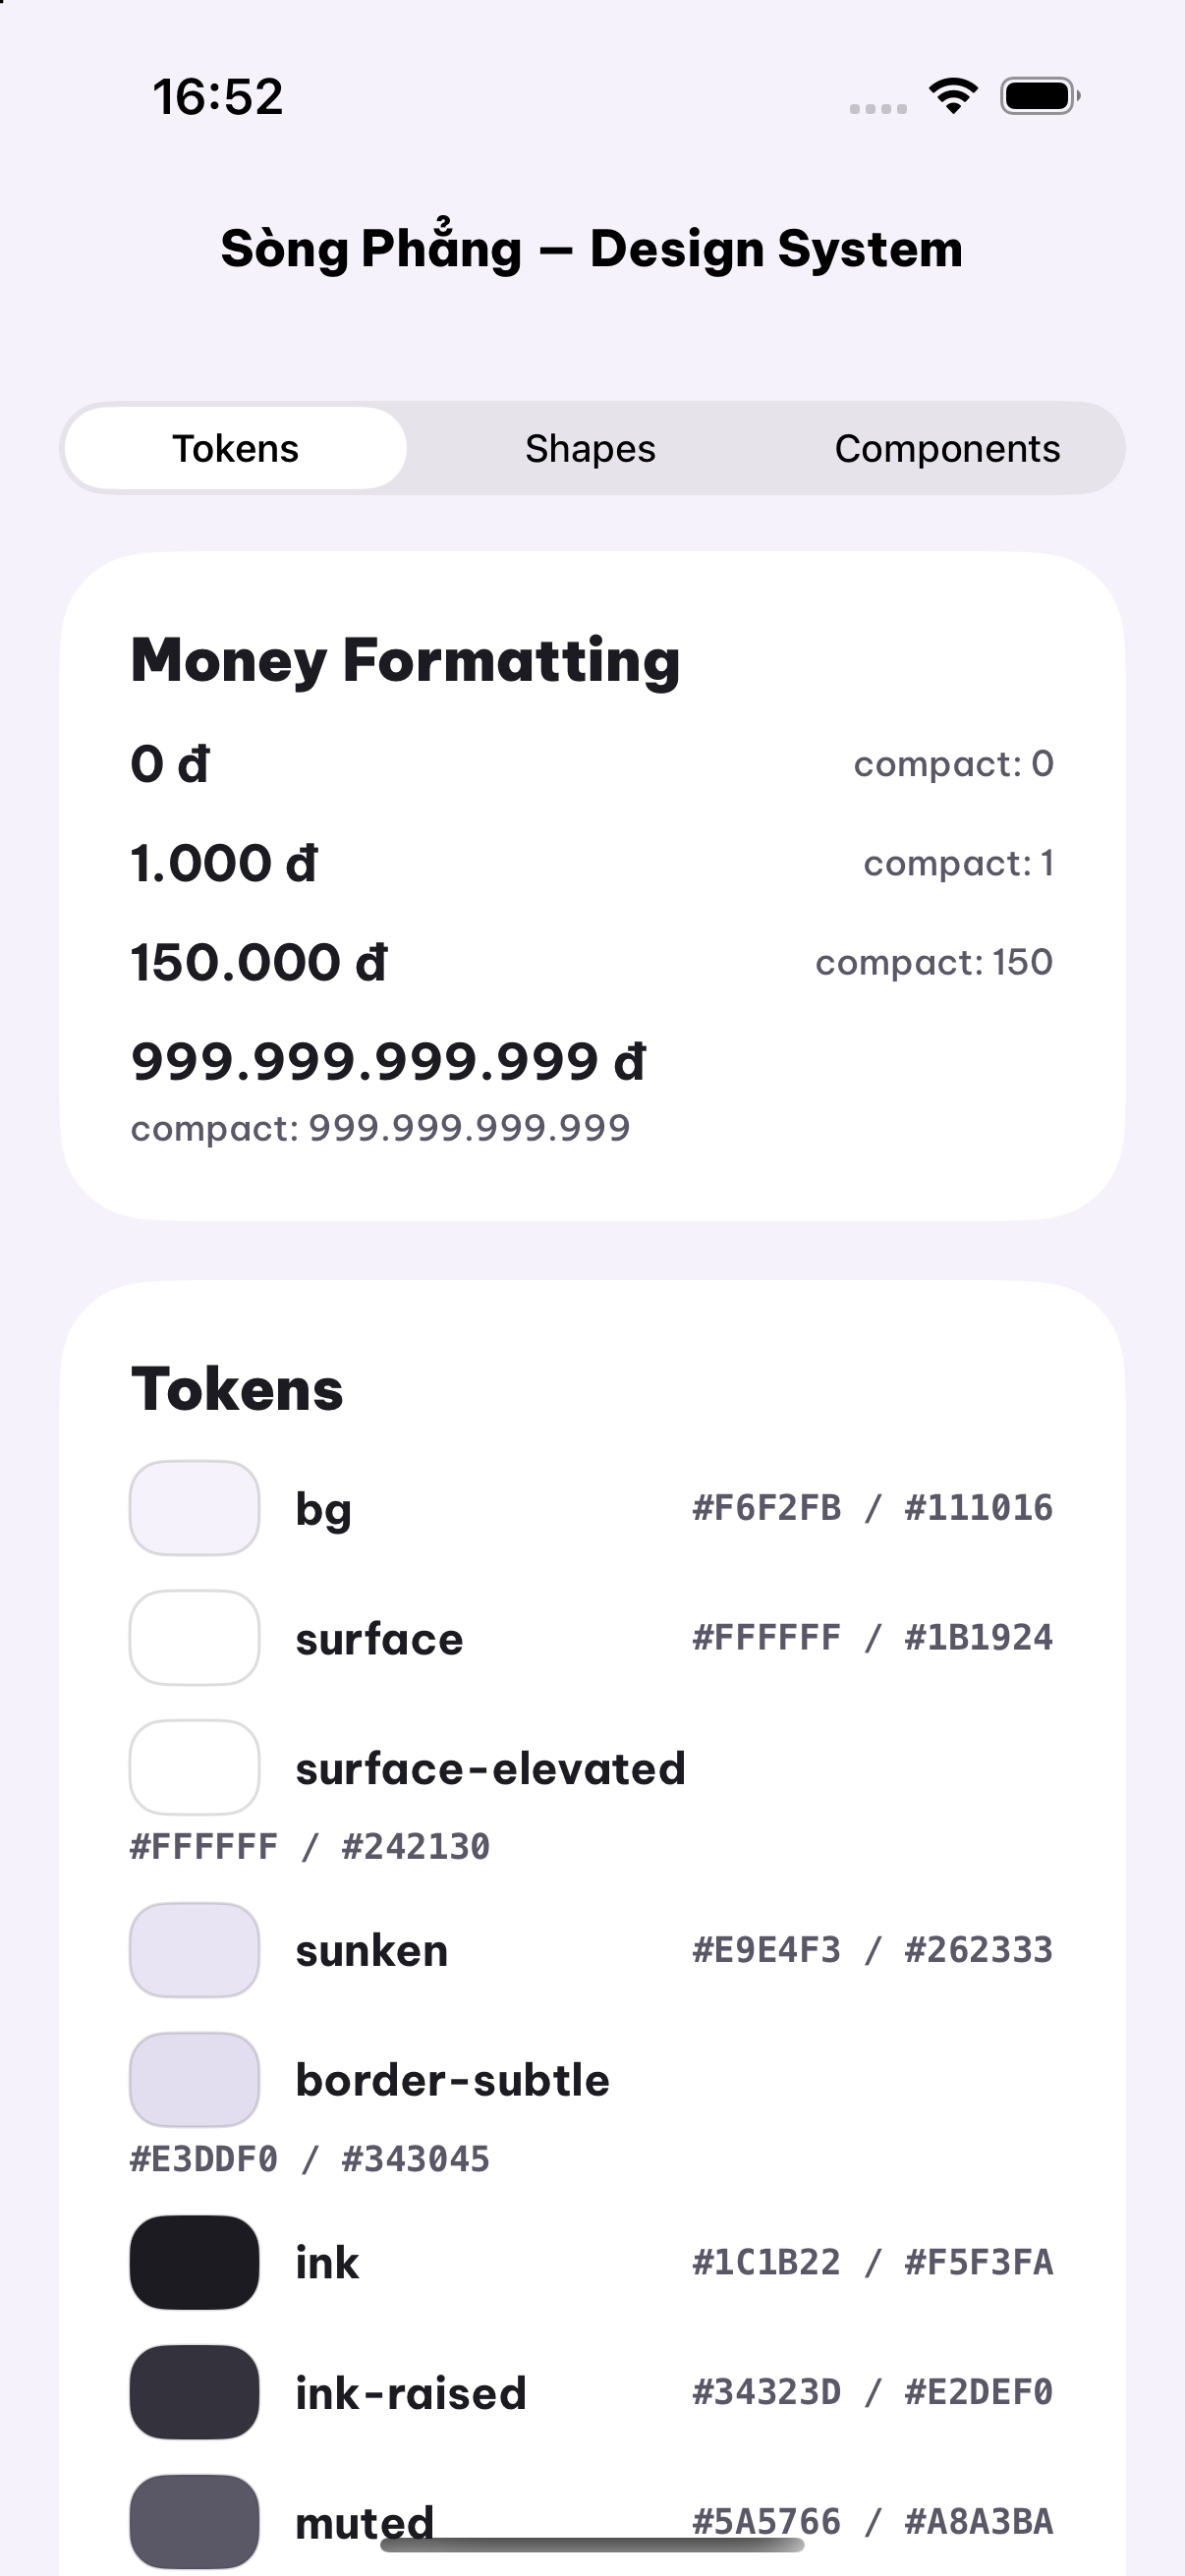 16:52
Sòng Phẳng — Design System
Tokens Shapes Components
Money Formatting
0 đ compact: 0
1.000 đ compact: 1
150.000 đ compact: 150
999.999.999.999 đ
compact: 999.999.999.999
Tokens
bg #F6F2FB / #111016
surface #FFFFFF / #1B1924
surface-elevated
#FFFFFF / #242130
sunken #E9E4F3 / #262333
border-subtle
#E3DDF0 / #343045
ink #1C1B22 / #F5F3FA
ink-raised #34323D / #E2DEF0
muted #5A5766 / #A8A3BA